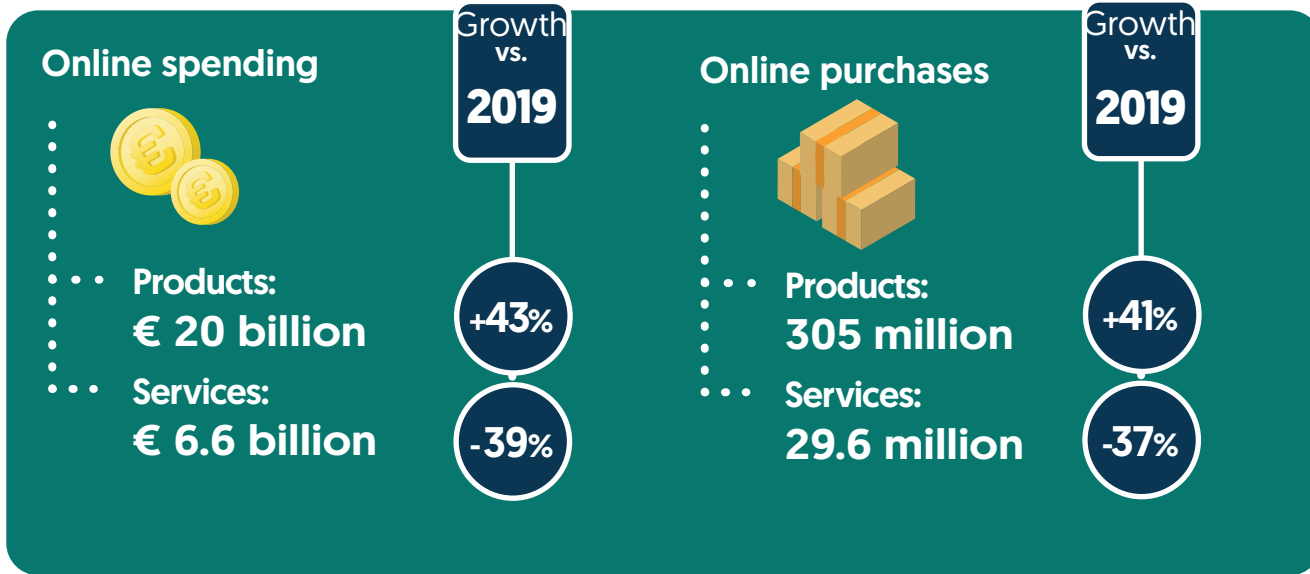 Online spending
Growth
vs.
2019
Products:
€ 20 billion
+43%
Services:
€ 6.6 billion
-39%
Online purchases
Growth
vs.
2019
Products:
305 million
+41%
Services:
29.6 million
-37%